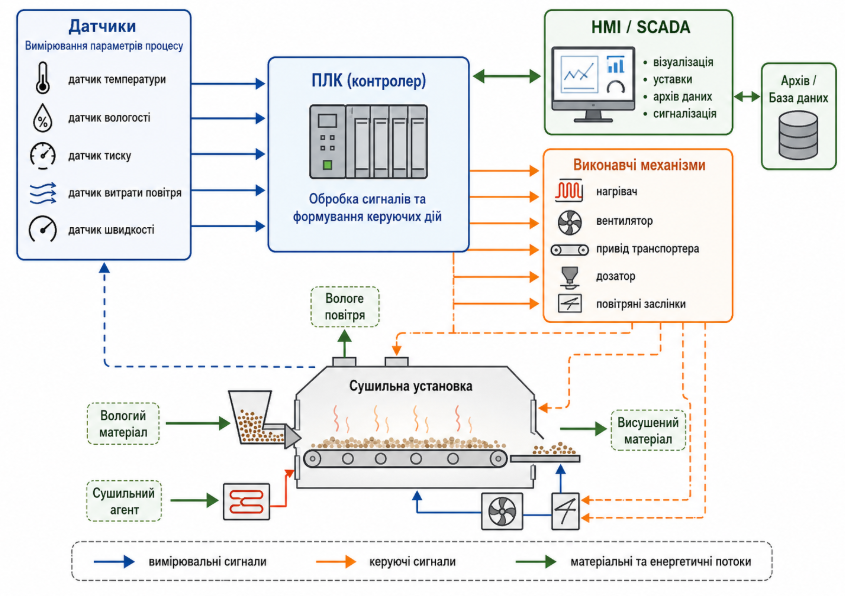 Датчики
Вимірювання параметрів процесу
датчик температури
датчик вологості
датчик тиску
датчик витрати повітря
датчик швидкості
ПЛК (контролер)
Обробка сигналів та
формування керуючих дій
HMI / SCADA
• візуалізація
• уставки
• архів даних
• сигналізація
Архів /
База даних
Виконавчі механізми
нагрівач
вентилятор
привід транспортера
дозатор
повітряні заслінки
Вологе
повітря
Сушильна установка
Вологий
матеріал
Висушений
матеріал
Сушильний
агент
вимірювальні сигнали
керуючі сигнали
матеріальні та енергетичні потоки